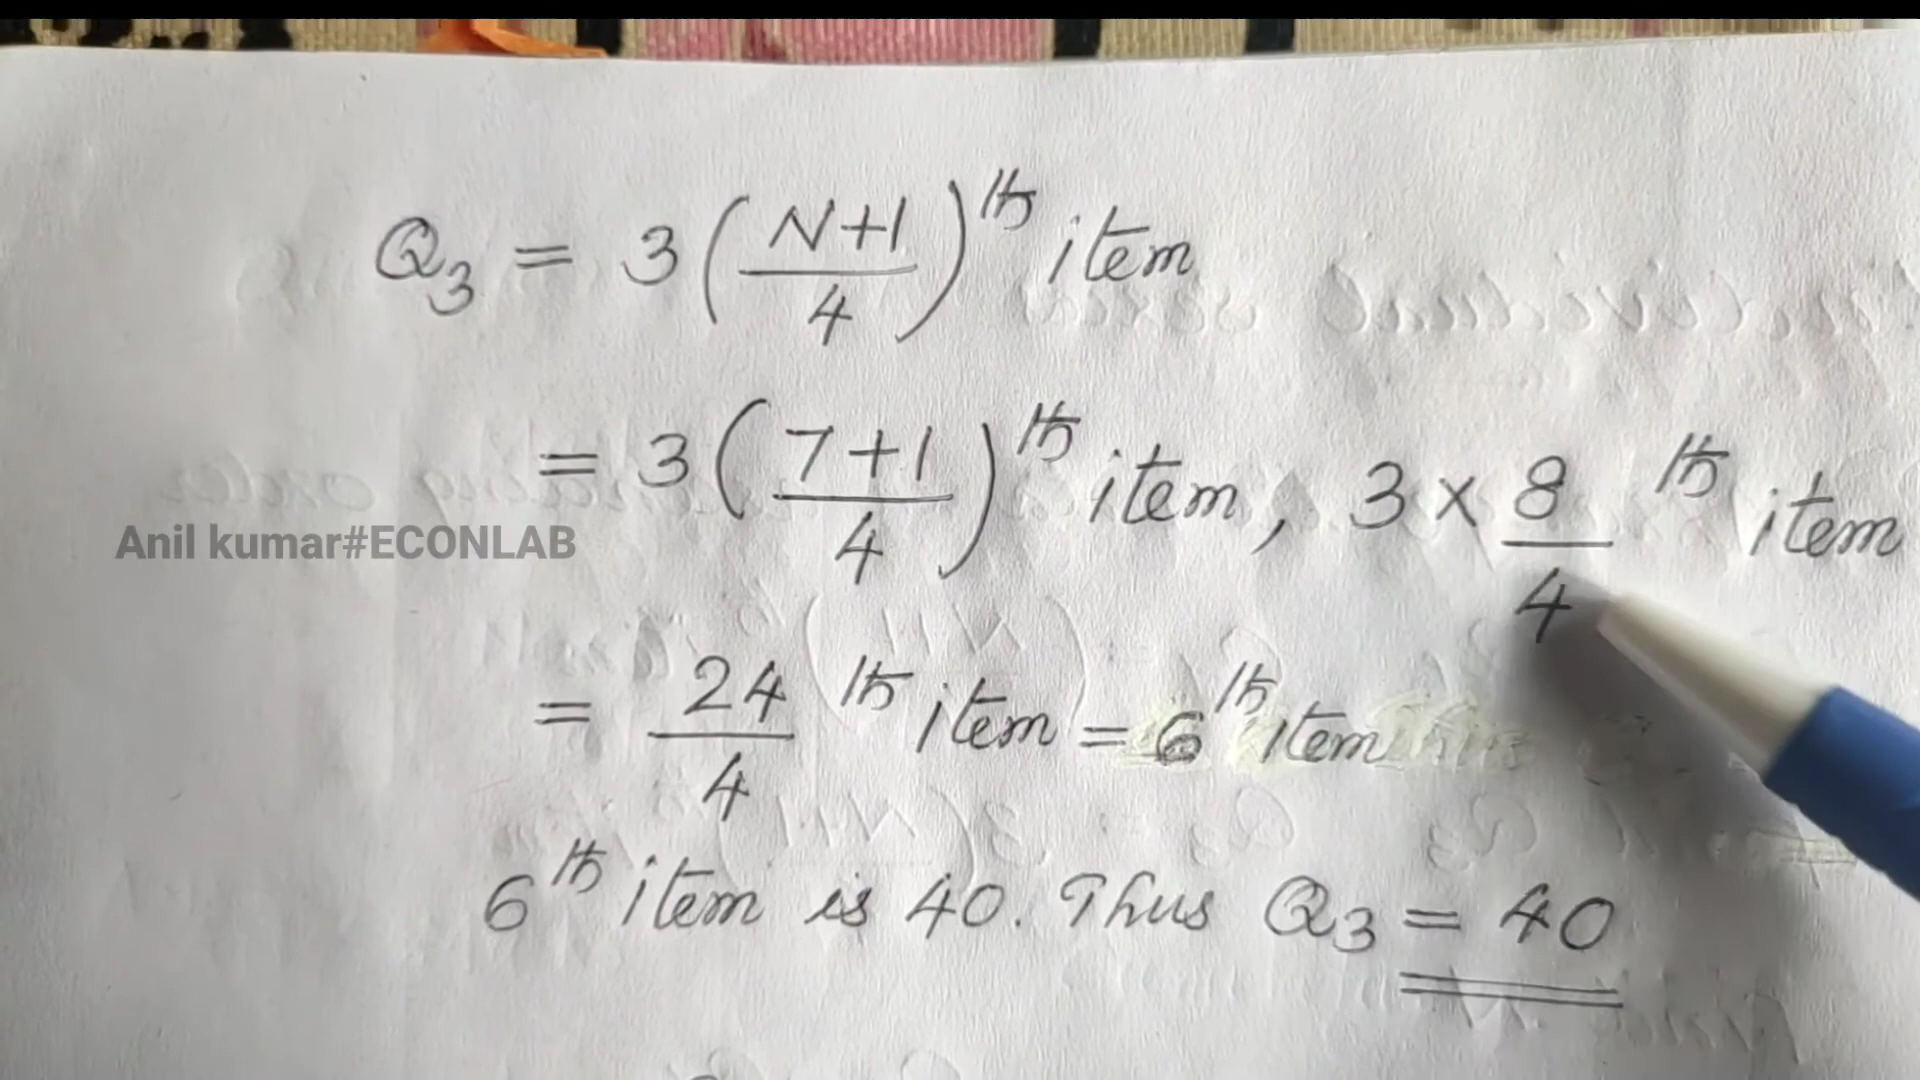 Q3 = 3(N+1/4)th item
= 3(7+1/4)th item, 3 × 8/4 th item
Anil kumar#ECONLAB
= 24/4 th item = 6th item
6th item is 40. Thus Q3 = 40